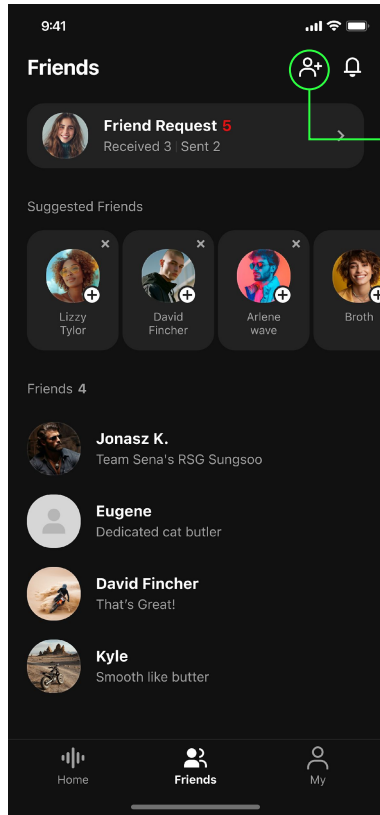 9:41
Friends
Friend Request 5
Received 3 | Sent 2
Suggested Friends
Lizzy
Tylor
David
Fincher
Arlene
wave
Broth
Friends 4
Jonasz K.
Team Sena's RSG Sungsoo
Eugene
Dedicated cat butler
David Fincher
That's Great!
Kyle
Smooth like butter
Home
Friends
My